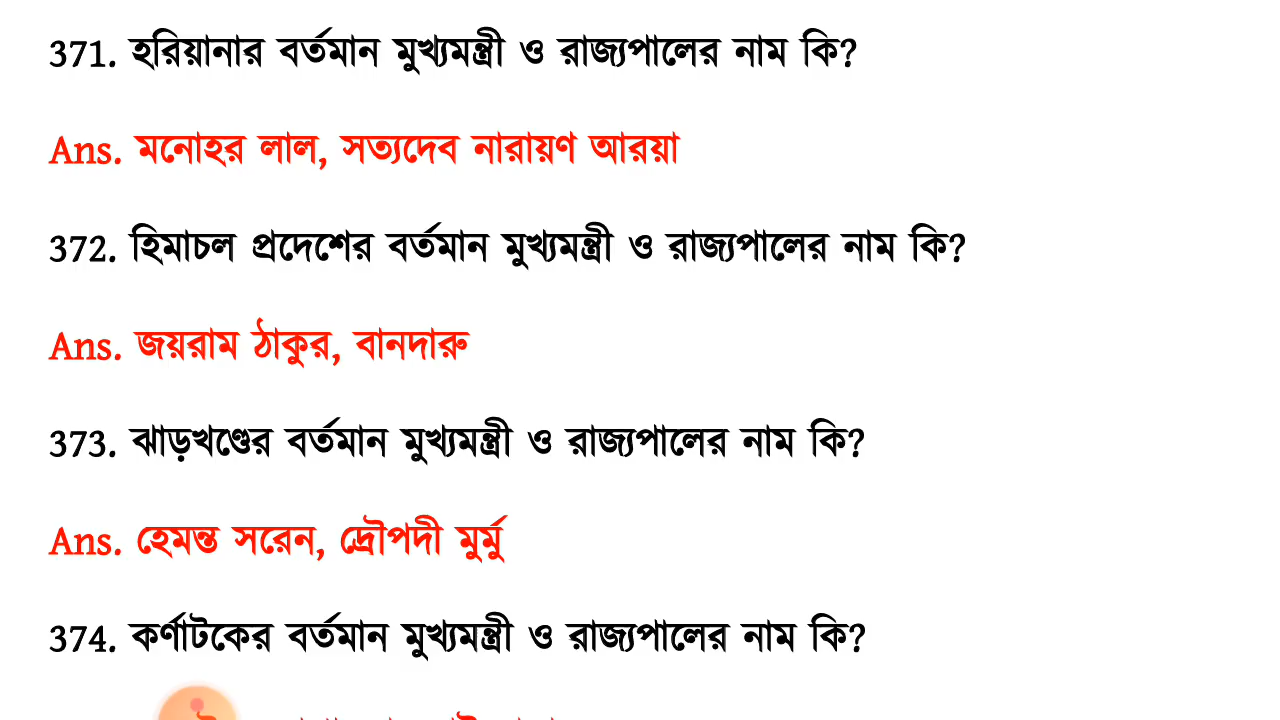 371. হরিয়ানার বর্তমান মুখ্যমন্ত্রী ও রাজ্যপালের নাম কি?
Ans. মনোহর লাল, সত্যদেব নারায়ণ আরয়া
372. হিমাচল প্রদেশের বর্তমান মুখ্যমন্ত্রী ও রাজ্যপালের নাম কি?
Ans. জয়রাম ঠাকুর, বানদারু
373. ঝাড়খণ্ডের বর্তমান মুখ্যমন্ত্রী ও রাজ্যপালের নাম কি?
Ans. হেমন্ত সরেন, দ্রৌপদী মুর্মু
374. কর্ণাটকের বর্তমান মুখ্যমন্ত্রী ও রাজ্যপালের নাম কি?